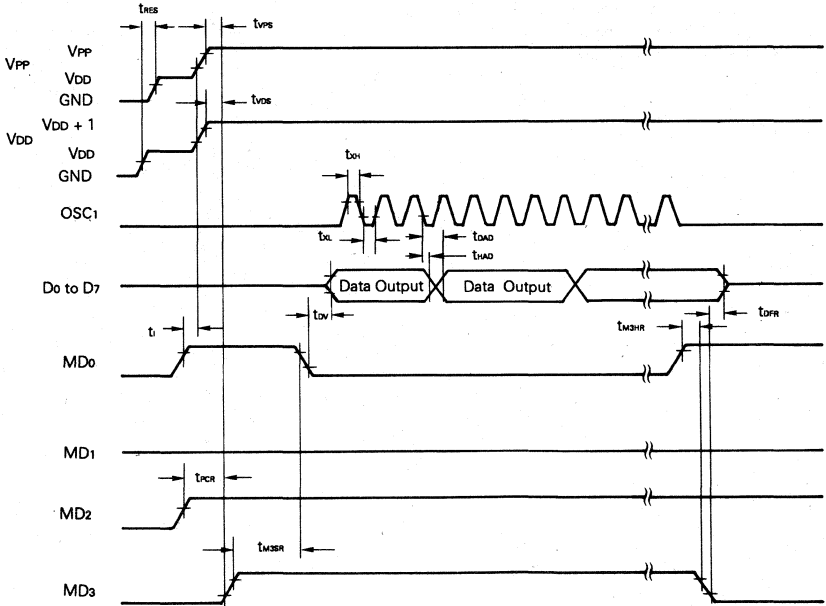 tRES
tVPS
VPP
VPP
VDD
GND
tVDS
VDD
VDD + 1
VDD
GND
tXH
OSC1
tXL
tDAD
tHAD
D0 to D7
Data Output
Data Output
tDV
tDFR
tI
tM3HR
MD0
MD1
tPCR
MD2
tM3SR
MD3